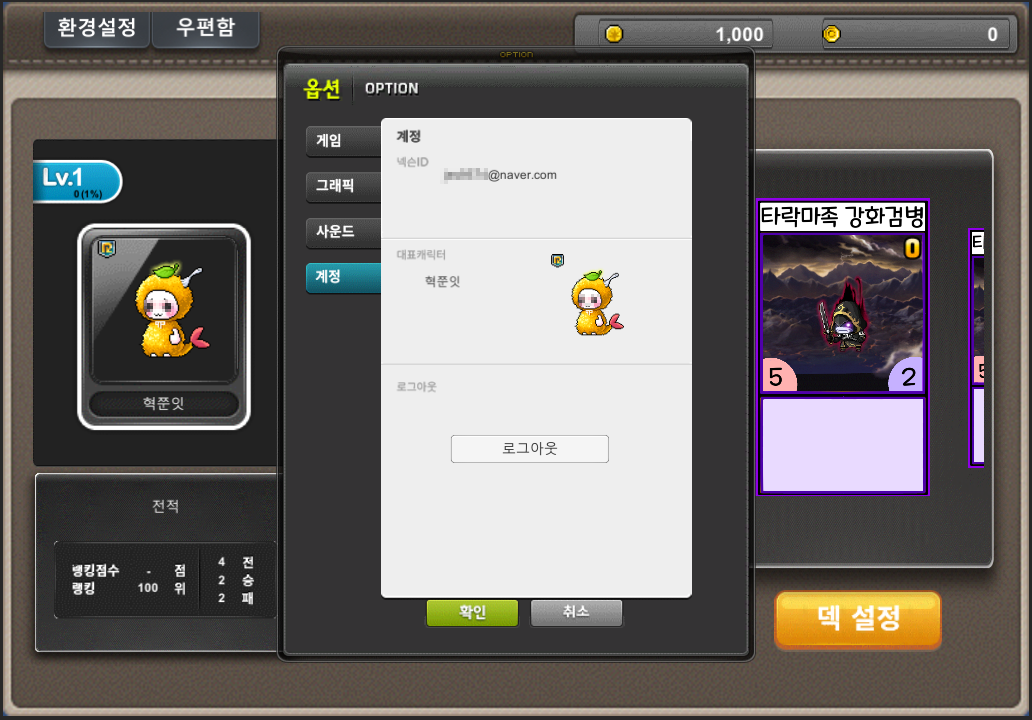 환경설정
우편함
1,000
0
OPTION
옵션 OPTION
게임
그래픽
사운드
계정
계정
넥슨ID
@naver.com
대표캐릭터
혁쭌잇
로그아웃
로그아웃
확인
취소
Lv.1
0 (1%)
혁쭌잇
전적
랭킹점수 - 점
랭킹 100 위
4 전
2 승
2 패
타락마족 강화검병
0
5
2
5
덱 설정